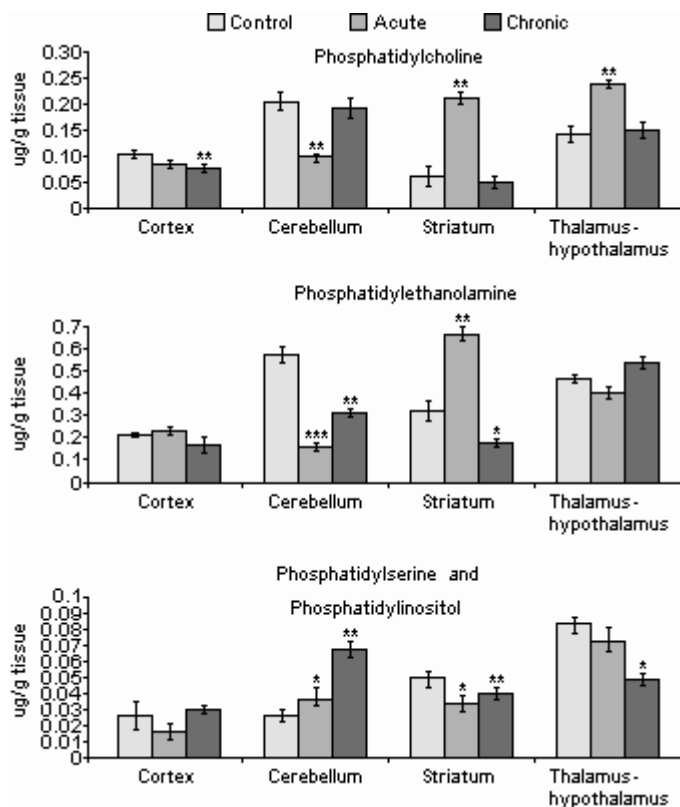 Control Acute Chronic
Phosphatidylcholine
ug/g tissue
0.30
0.25
0.20
0.15
0.10
0.05
0
**
**
**
**
Cortex Cerebellum Striatum Thalamus-
hypothalamus
Phosphatidylethanolamine
ug/g tissue
0.7
0.6
0.5
0.4
0.3
0.2
0.1
0
***
**
**
*
Cortex Cerebellum Striatum Thalamus-
hypothalamus
Phosphatidylserine and
Phosphatidylinositol
ug/g tissue
0.1
0.09
0.08
0.07
0.06
0.05
0.04
0.03
0.02
0.01
0
*
**
*
**
*
Cortex Cerebellum Striatum Thalamus-
hypothalamus